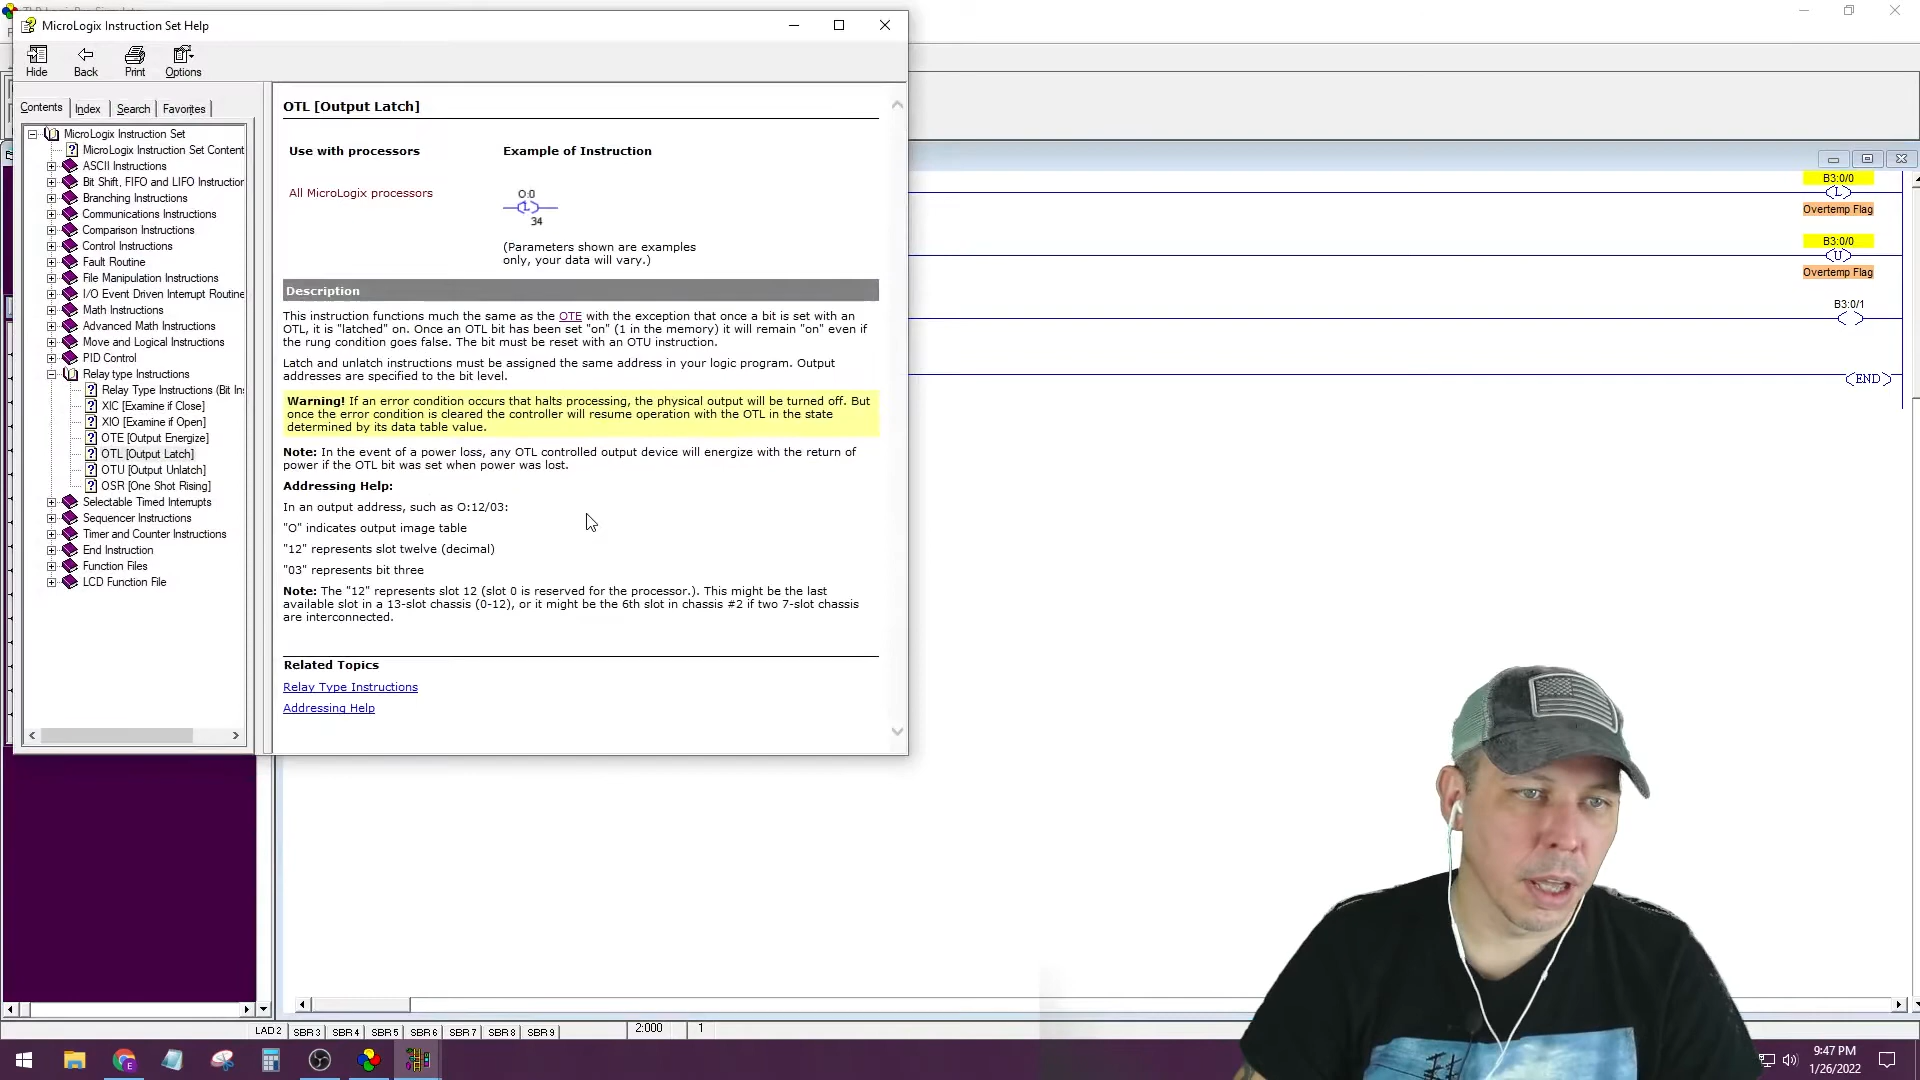 MicroLogix Instruction Set Help
Hide
Back
Print
Options
Contents
Index
Search
Favorites
MicroLogix Instruction Set
MicroLogix Instruction Set Content
ASCII Instructions
Bit Shift, FIFO and LIFO Instruction
Branching Instructions
Communications Instructions
Comparison Instructions
Control Instructions
Fault Routine
File Manipulation Instructions
I/O Event Driven Interrupt Routine
Math Instructions
Advanced Math Instructions
Move and Logical Instructions
PID Control
Relay type Instructions
Relay Type Instructions (Bit In
XIC [Examine if Close]
XIO [Examine if Open]
OTE [Output Energize]
OTL [Output Latch]
OTU [Output Unlatch]
OSR [One Shot Rising]
Selectable Timed Interrupts
Sequencer Instructions
Timer and Counter Instructions
End Instruction
Function Files
LCD Function File
OTL [Output Latch]
Use with processors
Example of Instruction
All MicroLogix processors
O:0
L
34
(Parameters shown are examples
only, your data will vary.)
Description
This instruction functions much the same as the OTE with the exception that once a bit is set with an
OTL, it is "latched" on. Once an OTL bit has been set "on" (1 in the memory) it will remain "on" even if
the rung condition goes false. The bit must be reset with an OTU instruction.
Latch and unlatch instructions must be assigned the same address in your logic program. Output
addresses are specified to the bit level.
Warning! If an error condition occurs that halts processing, the physical output will be turned off. But
once the error condition is cleared the controller will resume operation with the OTL in the state
determined by its data table value.
Note: In the event of a power loss, any OTL controlled output device will energize with the return of
power if the OTL bit was set when power was lost.
Addressing Help:
In an output address, such as O:12/03:
"O" indicates output image table
"12" represents slot twelve (decimal)
"03" represents bit three
Note: The "12" represents slot 12 (slot 0 is reserved for the processor.). This might be the last
available slot in a 13-slot chassis (0-12), or it might be the 6th slot in chassis #2 if two 7-slot chassis
are interconnected.
Related Topics
Relay Type Instructions
Addressing Help
B3:0/0
L
Overtemp Flag
B3:0/0
U
Overtemp Flag
B3:0/1
END
LAD 2
SBR 3
SBR 4
SBR 5
SBR 6
SBR 7
SBR 8
SBR 9
2:000
1
9:47 PM
1/26/2022